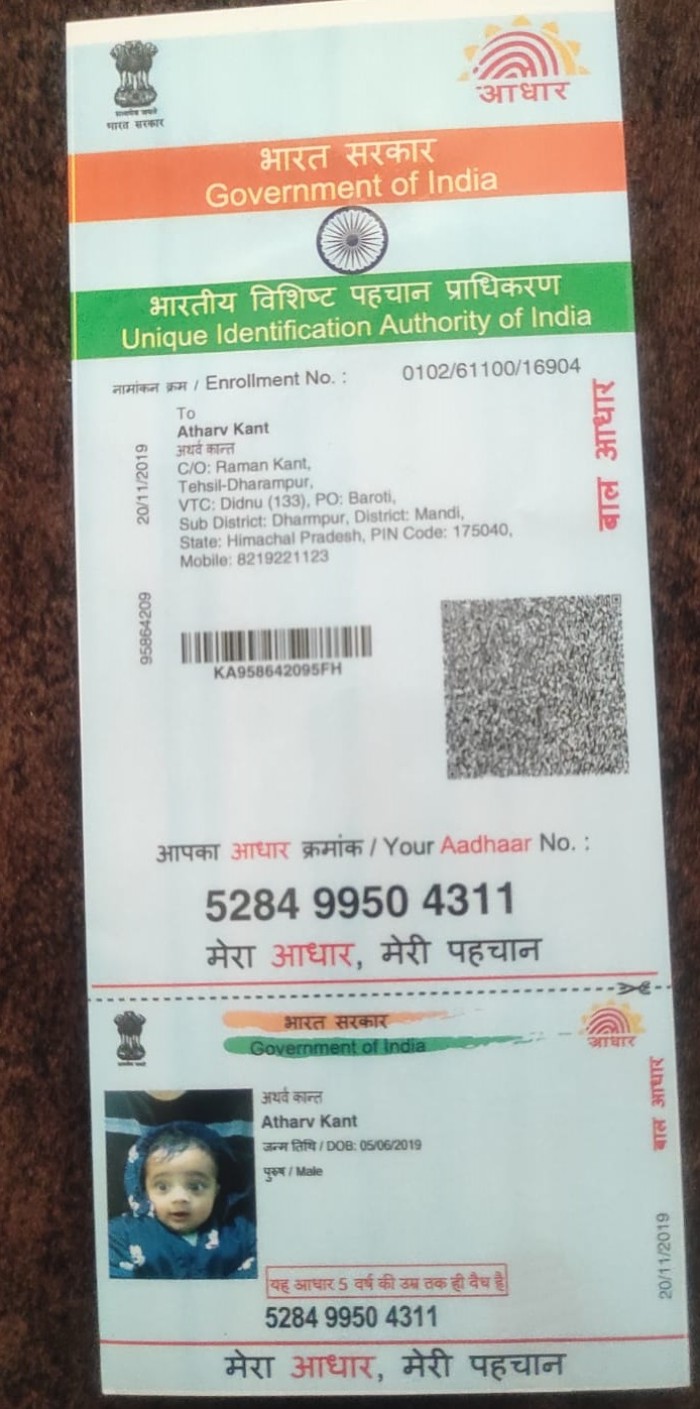 सत्यमेव जयते
भारत सरकार
आधार
भारत सरकार
Government of India
भारतीय विशिष्ट पहचान प्राधिकरण
Unique Identification Authority of India
नामांकन क्रम / Enrollment No. : 0102/61100/16904
To
Atharv Kant
अथर्व कान्त
C/O: Raman Kant,
Tehsil-Dharampur,
VTC: Didnu (133), PO: Baroti,
Sub District: Dharmpur, District: Mandi,
State: Himachal Pradesh, PIN Code: 175040,
Mobile: 8219221123
20/11/2019
95864209
बाल आधार
KA958642095FH
आपका आधार क्रमांक / Your Aadhaar No. :
5284 9950 4311
मेरा आधार, मेरी पहचान
भारत सरकार
Government of India
आधार
अथर्व कान्त
Atharv Kant
जन्म तिथि / DOB: 05/06/2019
पुरुष / Male
बाल आधार
20/11/2019
यह आधार 5 वर्ष की उम्र तक ही वैध है
5284 9950 4311
मेरा आधार, मेरी पहचान